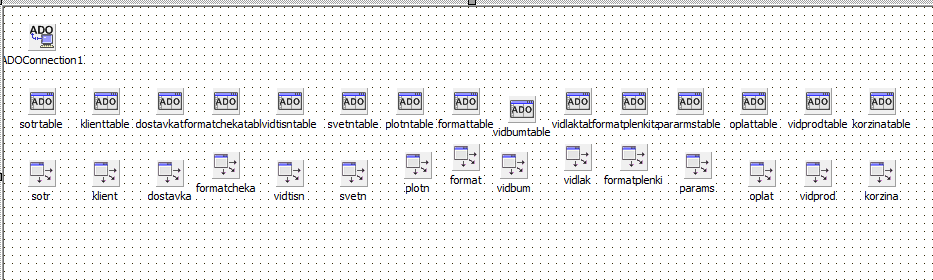 ADO
ADOConnection1
ADO ADO ADO ADO ADO ADO ADO ADO ADO ADO ADO ADO ADO ADO ADO
sotrtable klienttable dostavkatformatchekatablvidtisntable svetntable plotntable formattable vidbumtable vidlaktabformatplenkitpararmstable oplattable vidprodtable korzinatable
sotr klient dostavka formatcheka vidtisn svetn plotn format vidbum vidlak formatplenki params oplat vidprod korzina